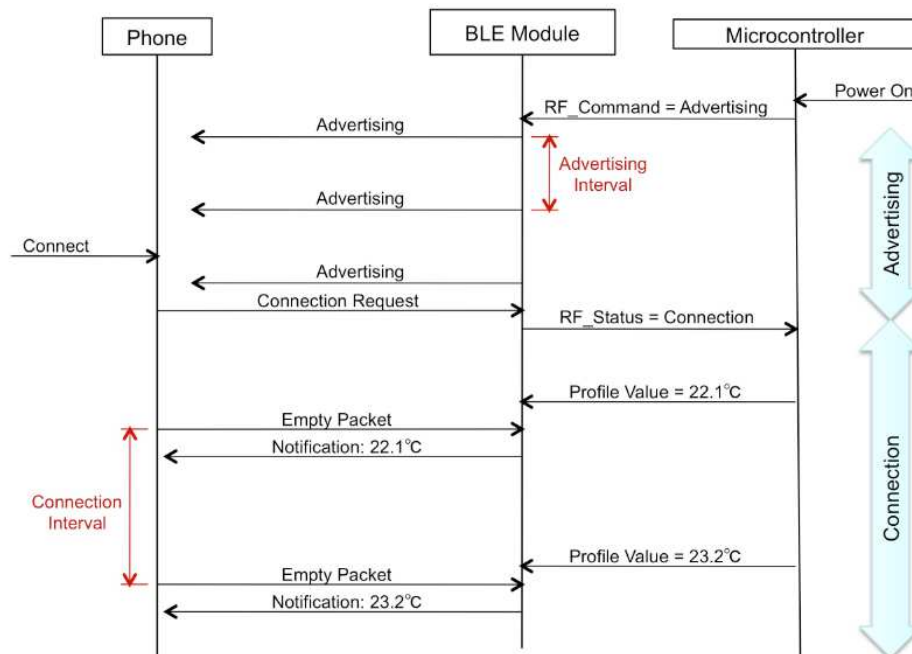 Phone
BLE Module
Microcontroller
Power On
RF_Command = Advertising
Advertising
Advertising
Interval
Advertising
Connect
Advertising
Connection Request
RF_Status = Connection
Advertising
Profile Value = 22.1℃
Empty Packet
Notification: 22.1℃
Connection
Interval
Connection
Profile Value = 23.2℃
Empty Packet
Notification: 23.2℃